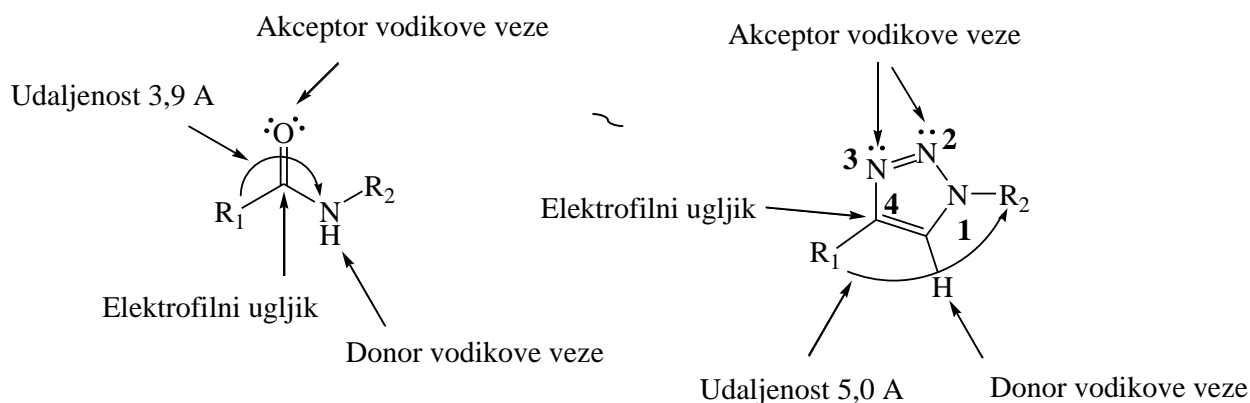 Akceptor vodikove veze
Udaljenost 3,9 A
O
R1
N
H
R2
Elektrofilni ugljik
Donor vodikove veze
Akceptor vodikove veze
3
N
N
2
N
R2
Elektrofilni ugljik
4
1
R1
H
Udaljenost 5,0 A
Donor vodikove veze